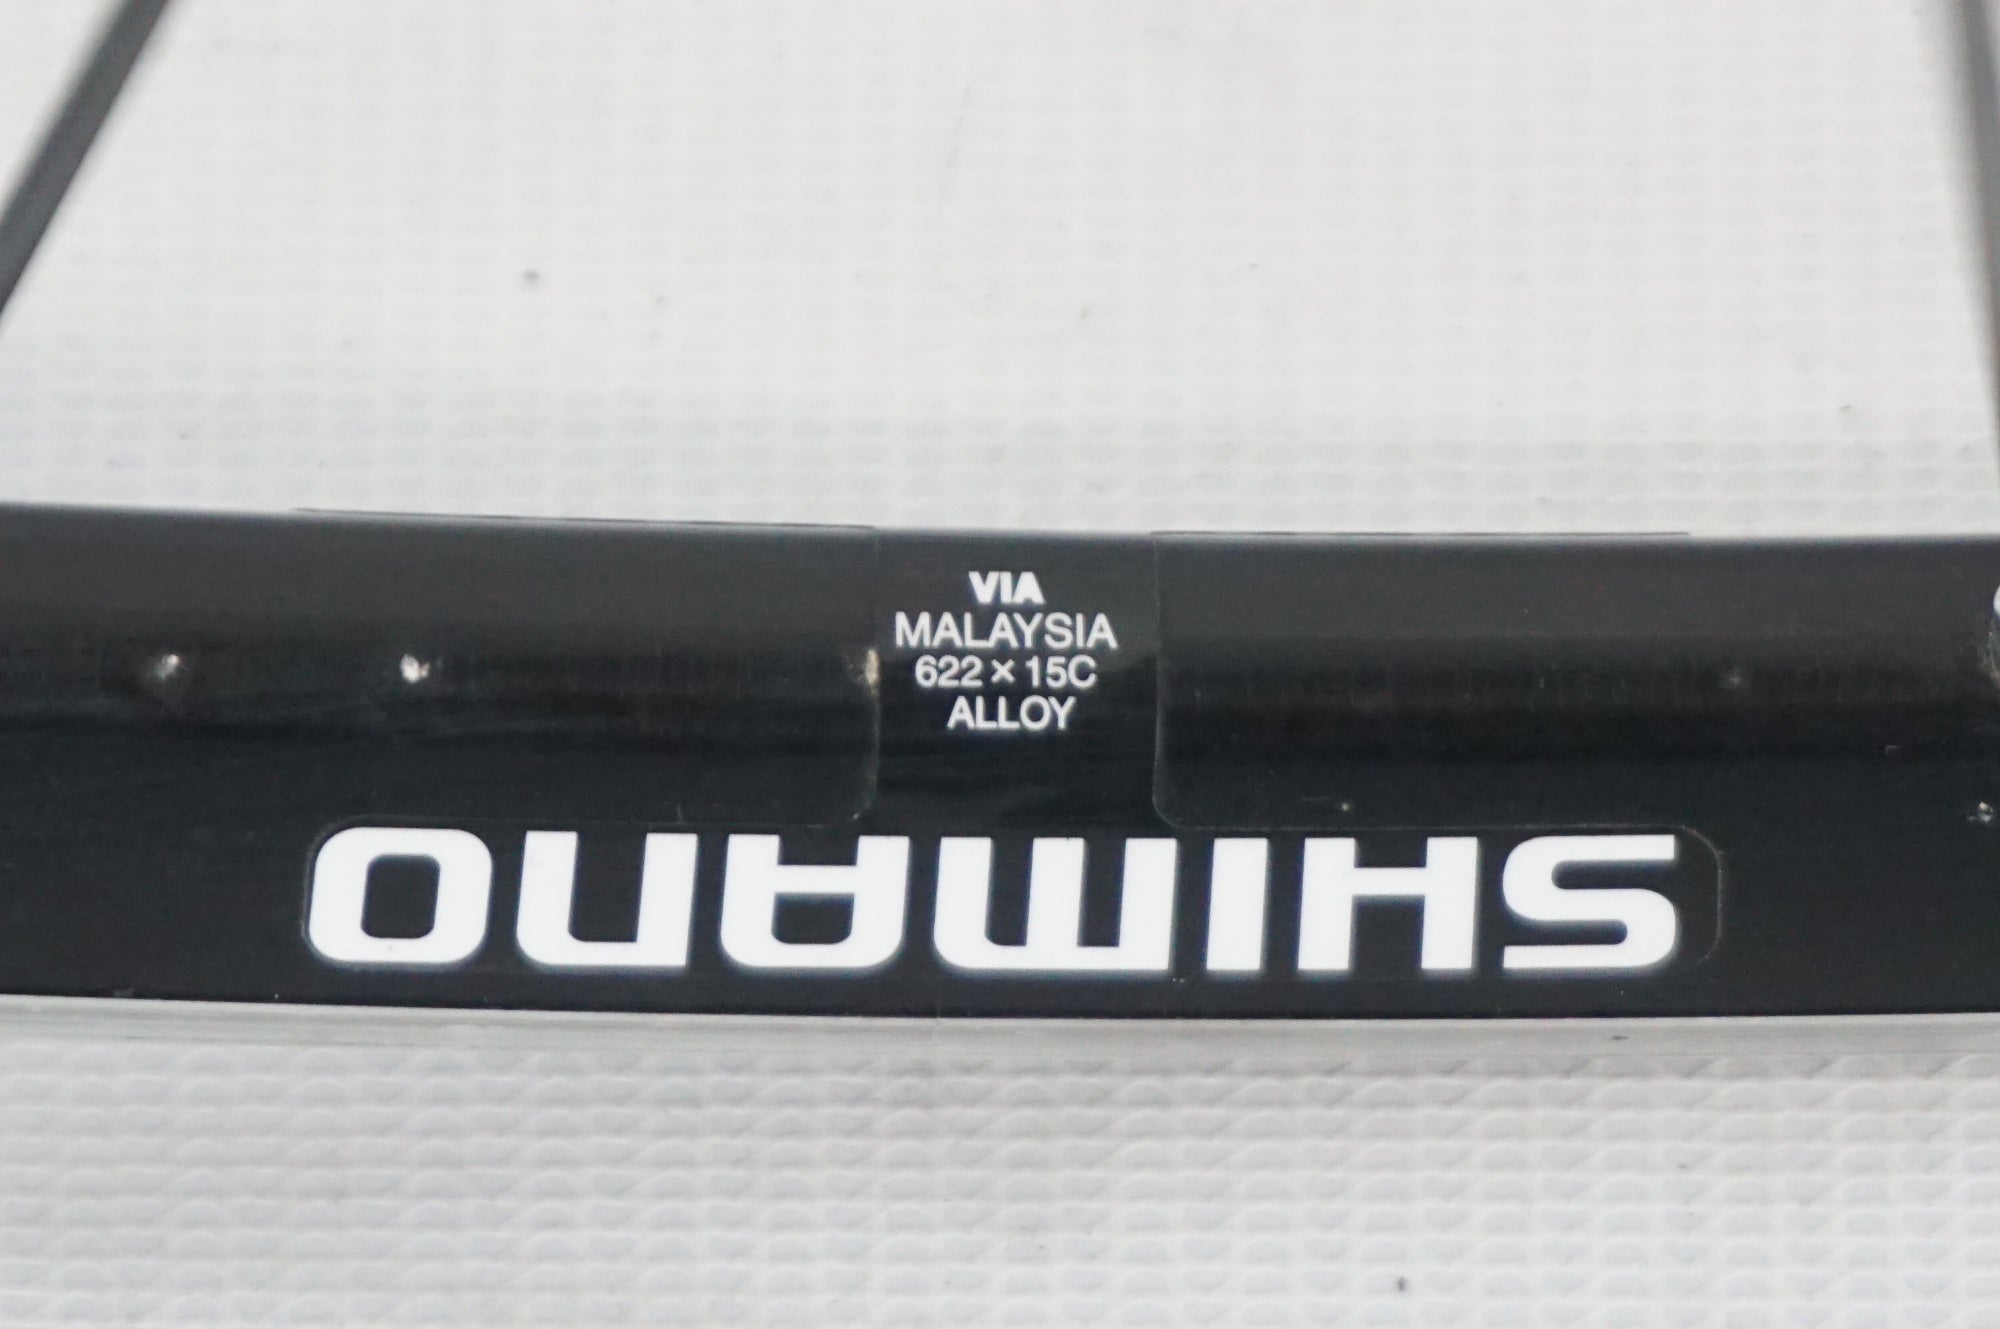 VIA
MALAYSIA
622 × 15C
ALLOY
SHIMANO